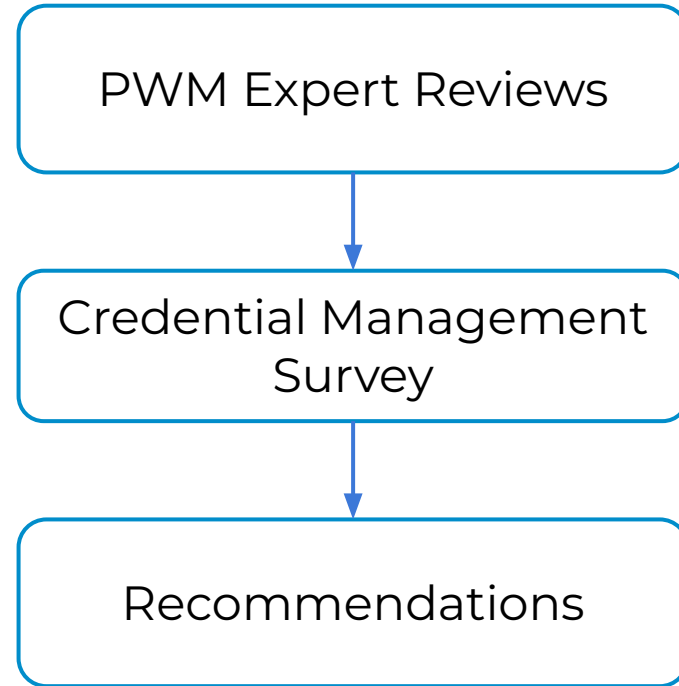 PWM Expert Reviews
Credential Management
Survey
Recommendations